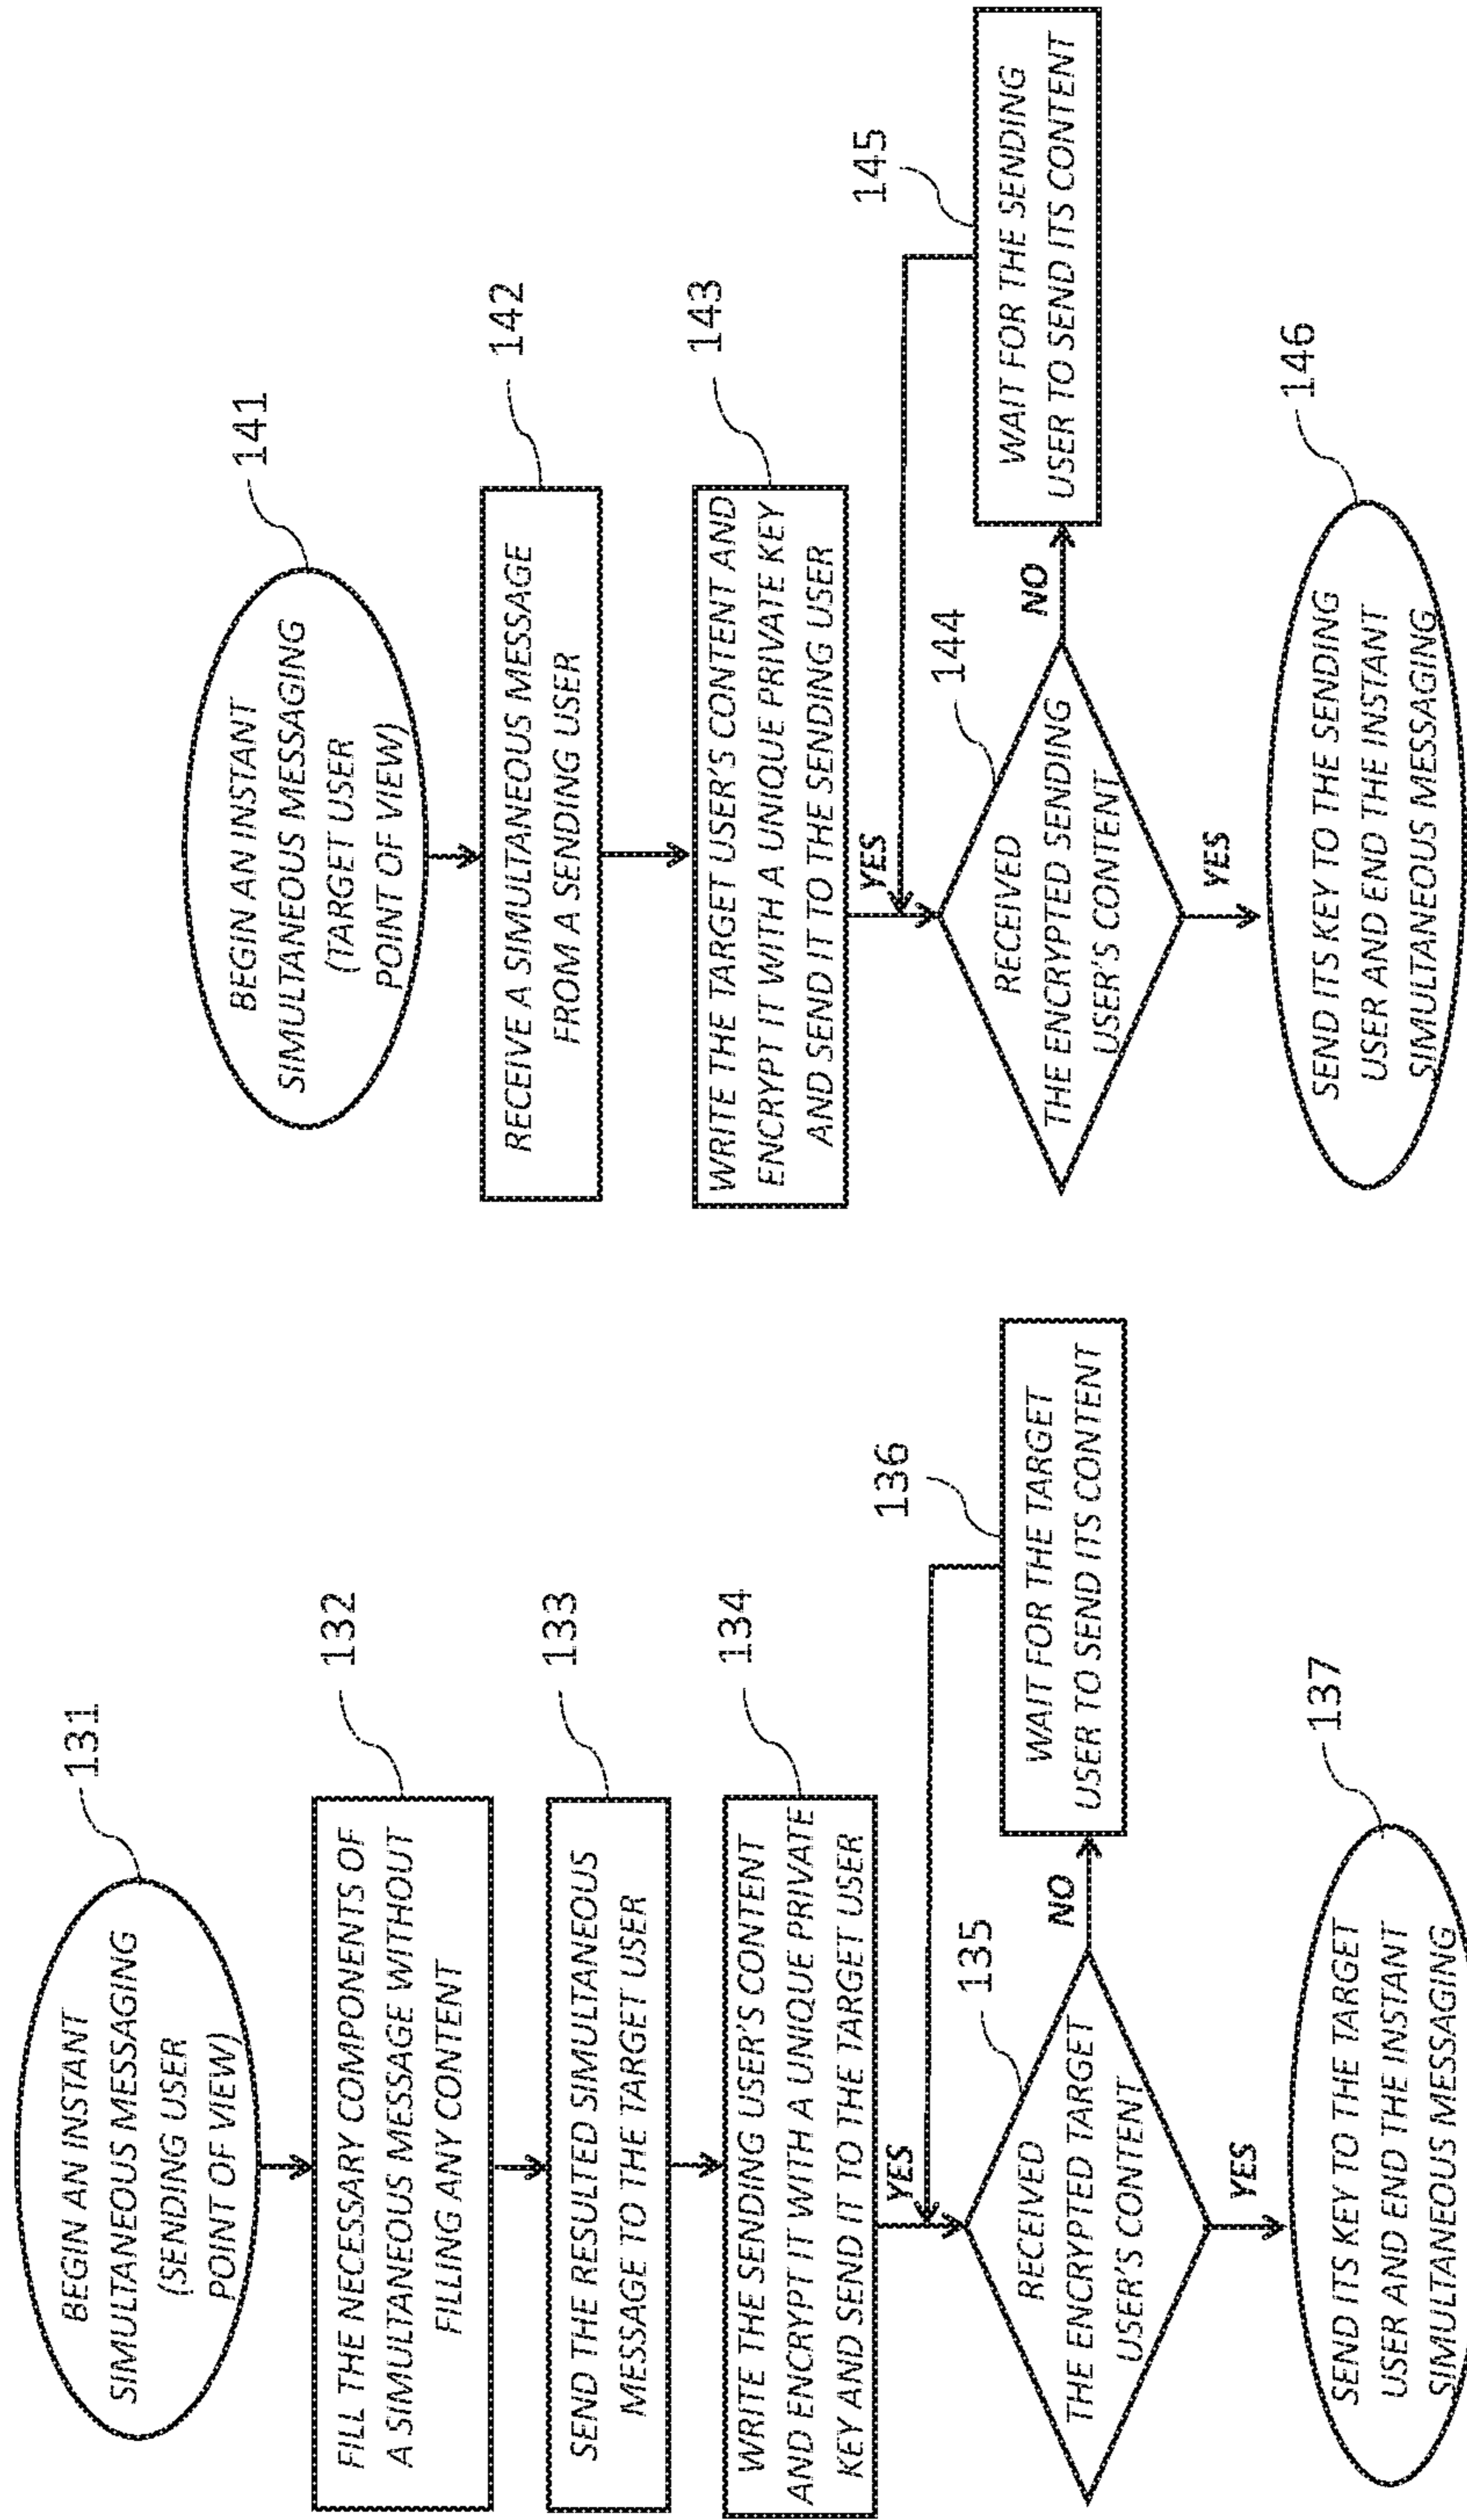 131
BEGIN AN INSTANT
SIMULTANEOUS MESSAGING
(SENDING USER
POINT OF VIEW)
132
FILL THE NECESSARY COMPONENTS OF
A SIMULTANEOUS MESSAGE WITHOUT
FILLING ANY CONTENT
133
SEND THE RESULTED SIMULTANEOUS
MESSAGE TO THE TARGET USER
134
WRITE THE SENDING USER'S CONTENT
AND ENCRYPT IT WITH A UNIQUE PRIVATE
KEY AND SEND IT TO THE TARGET USER
YES
135
RECEIVED
THE ENCRYPTED TARGET
USER'S CONTENT
NO
136
WAIT FOR THE TARGET
USER TO SEND ITS CONTENT
YES
137
SEND ITS KEY TO THE TARGET
USER AND END THE INSTANT
SIMULTANEOUS MESSAGING
141
BEGIN AN INSTANT
SIMULTANEOUS MESSAGING
(TARGET USER
POINT OF VIEW)
142
RECEIVE A SIMULTANEOUS MESSAGE
FROM A SENDING USER
143
WRITE THE TARGET USER'S CONTENT AND
ENCRYPT IT WITH A UNIQUE PRIVATE KEY
AND SEND IT TO THE SENDING USER
YES
144
RECEIVED
THE ENCRYPTED SENDING
USER'S CONTENT
NO
145
WAIT FOR THE SENDING
USER TO SEND ITS CONTENT
YES
146
SEND ITS KEY TO THE SENDING
USER AND END THE INSTANT
SIMULTANEOUS MESSAGING